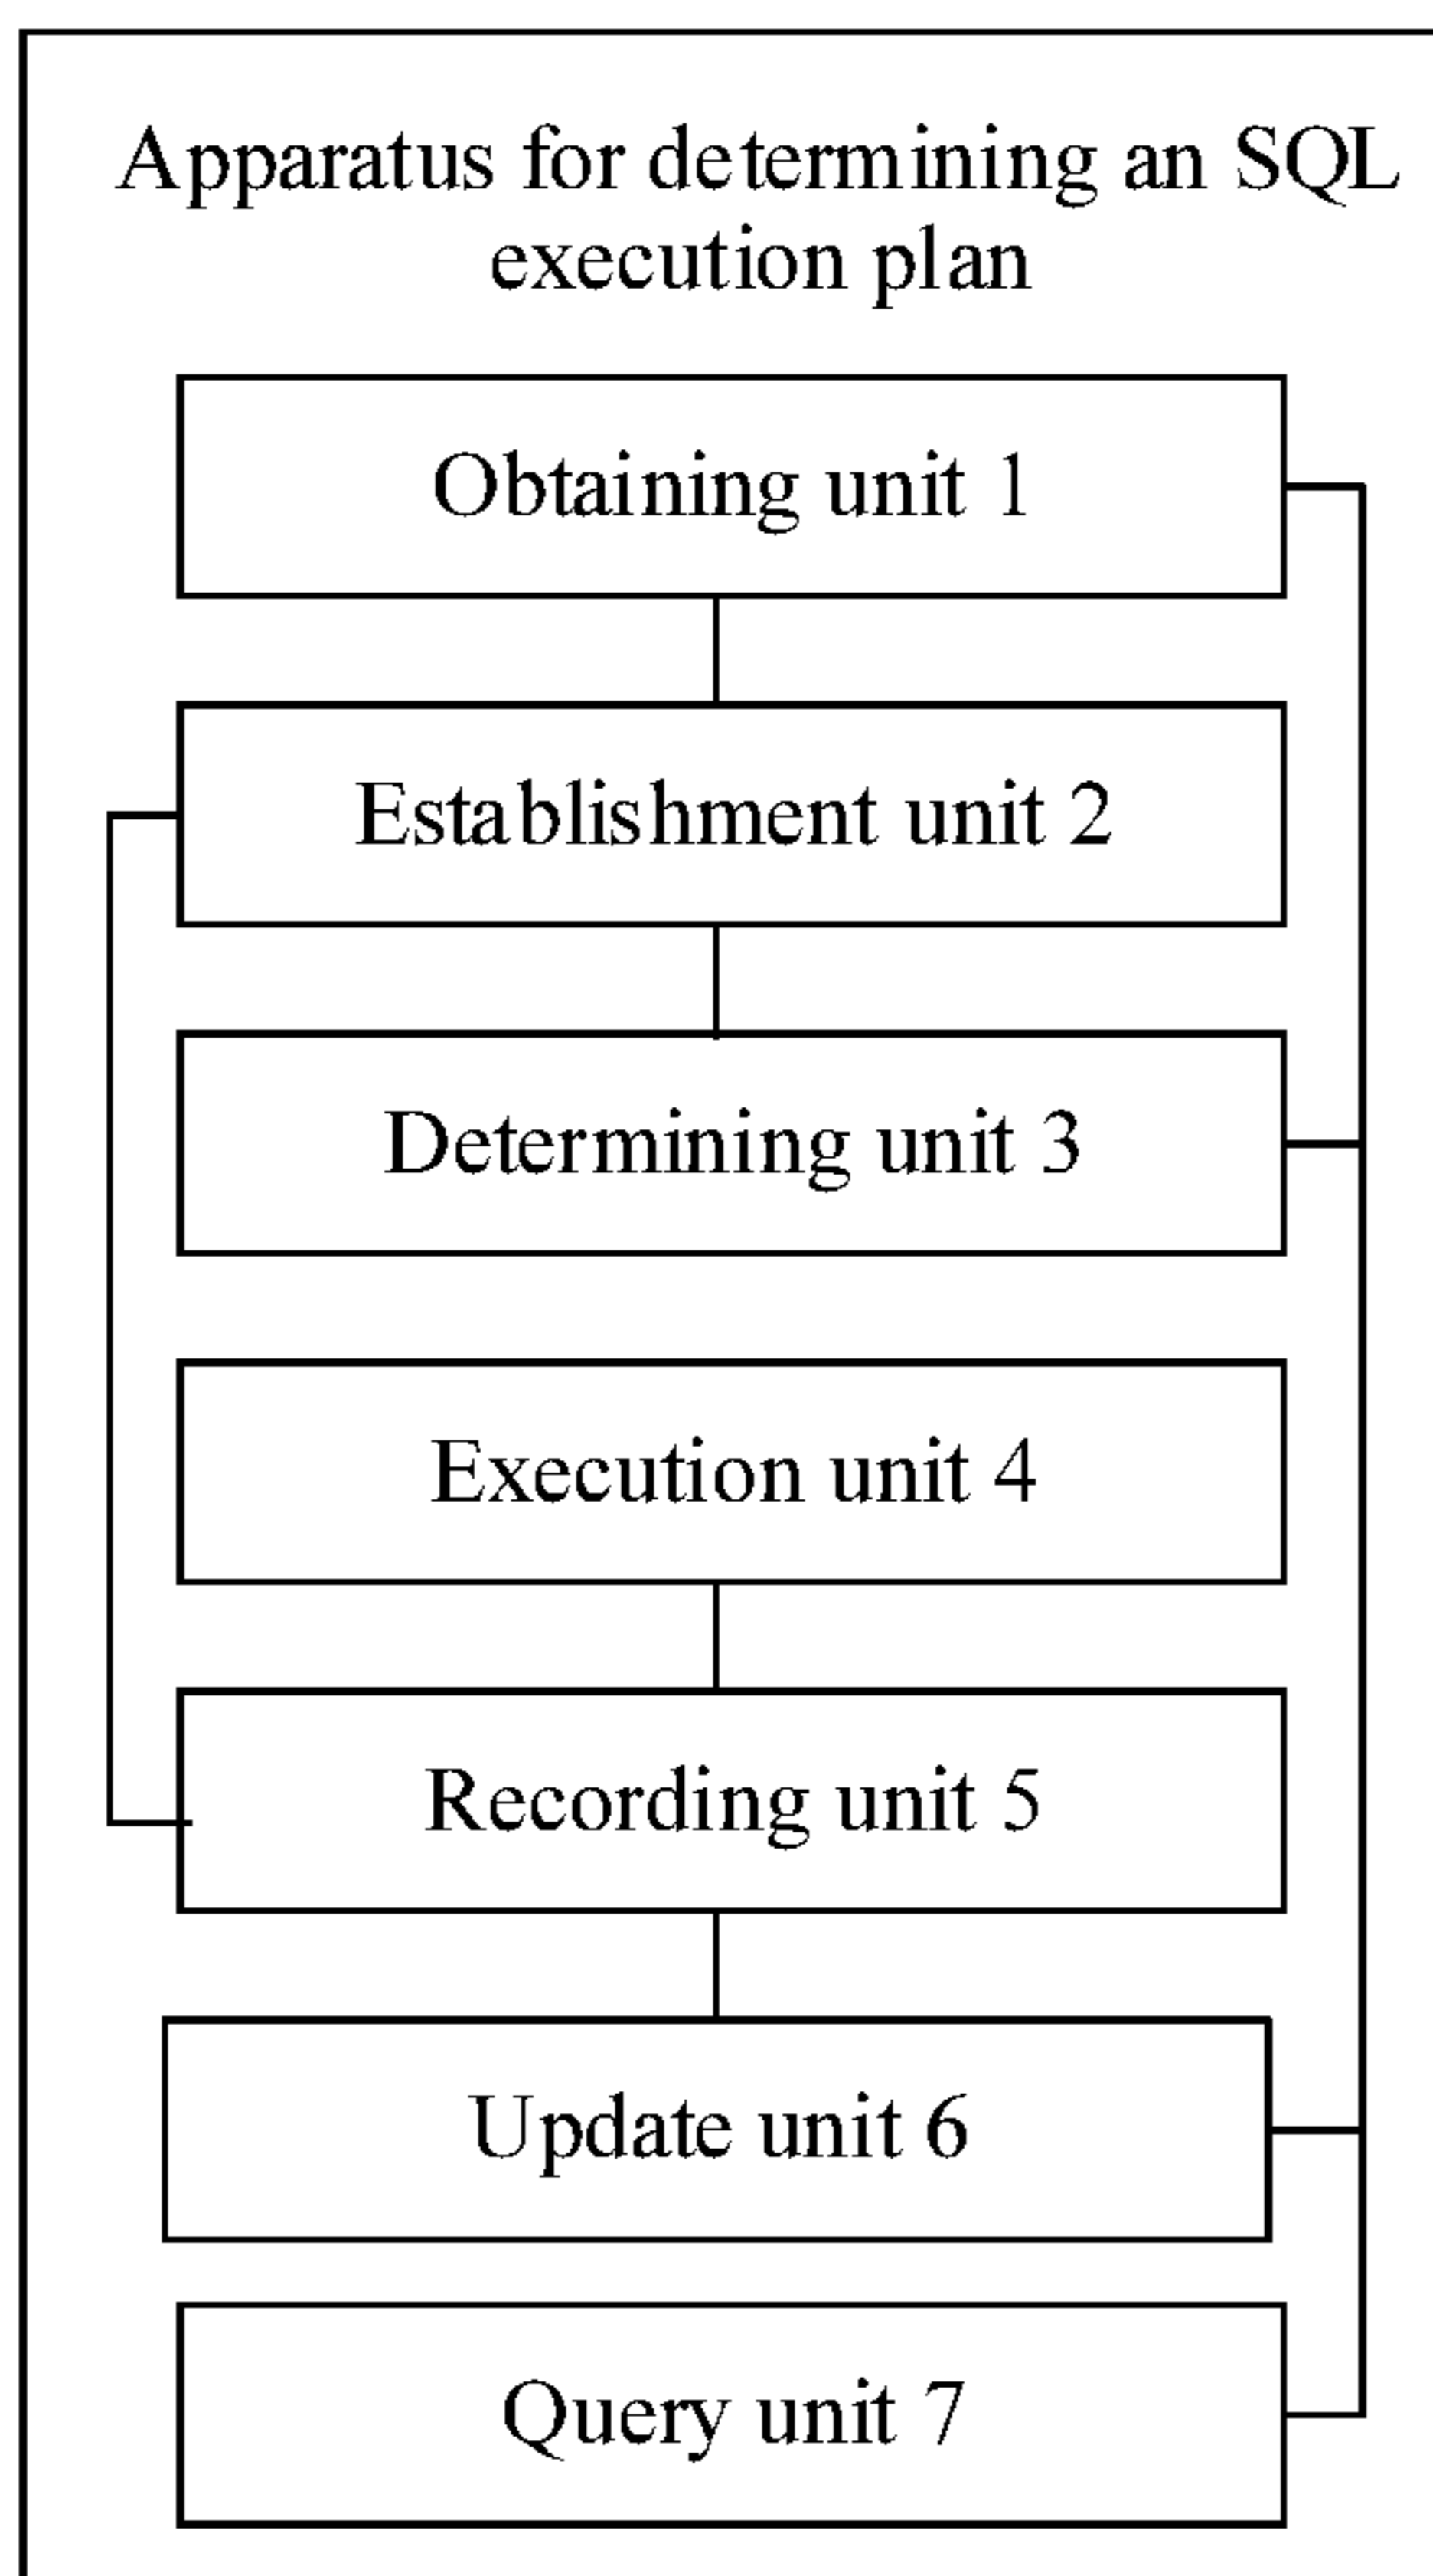 Apparatus for determining an SQL
execution plan
Obtaining unit 1
Establishment unit 2
Determining unit 3
Execution unit 4
Recording unit 5
Update unit 6
Query unit 7